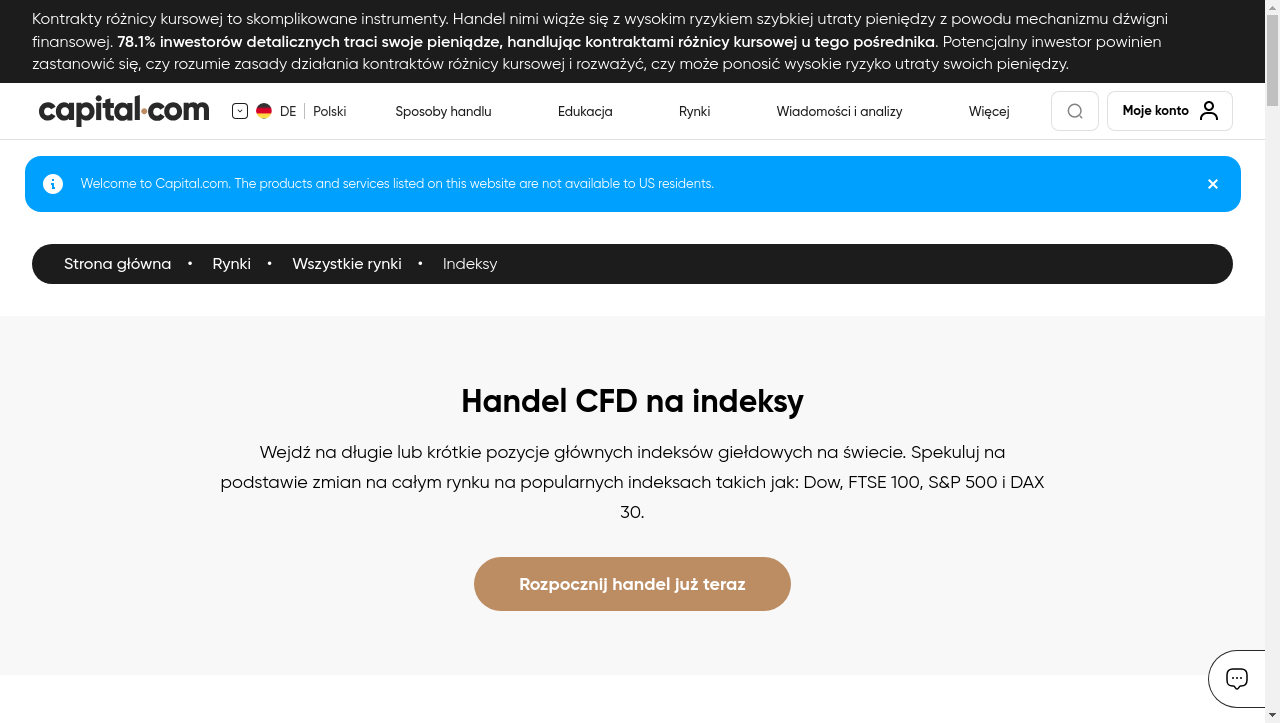 Kontrakty różnicy kursowej to skomplikowane instrumenty. Handel nimi wiąże się z wysokim ryzykiem szybkiej utraty pieniędzy z powodu mechanizmu dźwigni
finansowej. 78.1% inwestorów detalicznych traci swoje pieniądze, handlując kontraktami różnicy kursowej u tego pośrednika. Potencjalny inwestor powinien
zastanowić się, czy rozumie zasady działania kontraktów różnicy kursowej i rozważyć, czy może ponosić wysokie ryzyko utraty swoich pieniędzy.
capital.com DE Polski Sposoby handlu Edukacja Rynki Wiadomości i analizy Więcej Moje konto
Welcome to Capital.com. The products and services listed on this website are not available to US residents.
Strona główna • Rynki • Wszystkie rynki • Indeksy
Handel CFD na indeksy
Wejdź na długie lub krótkie pozycje głównych indeksów giełdowych na świecie. Spekuluj na
podstawie zmian na całym rynku na popularnych indeksach takich jak: Dow, FTSE 100, S&P 500 i DAX
30.
Rozpocznij handel już teraz